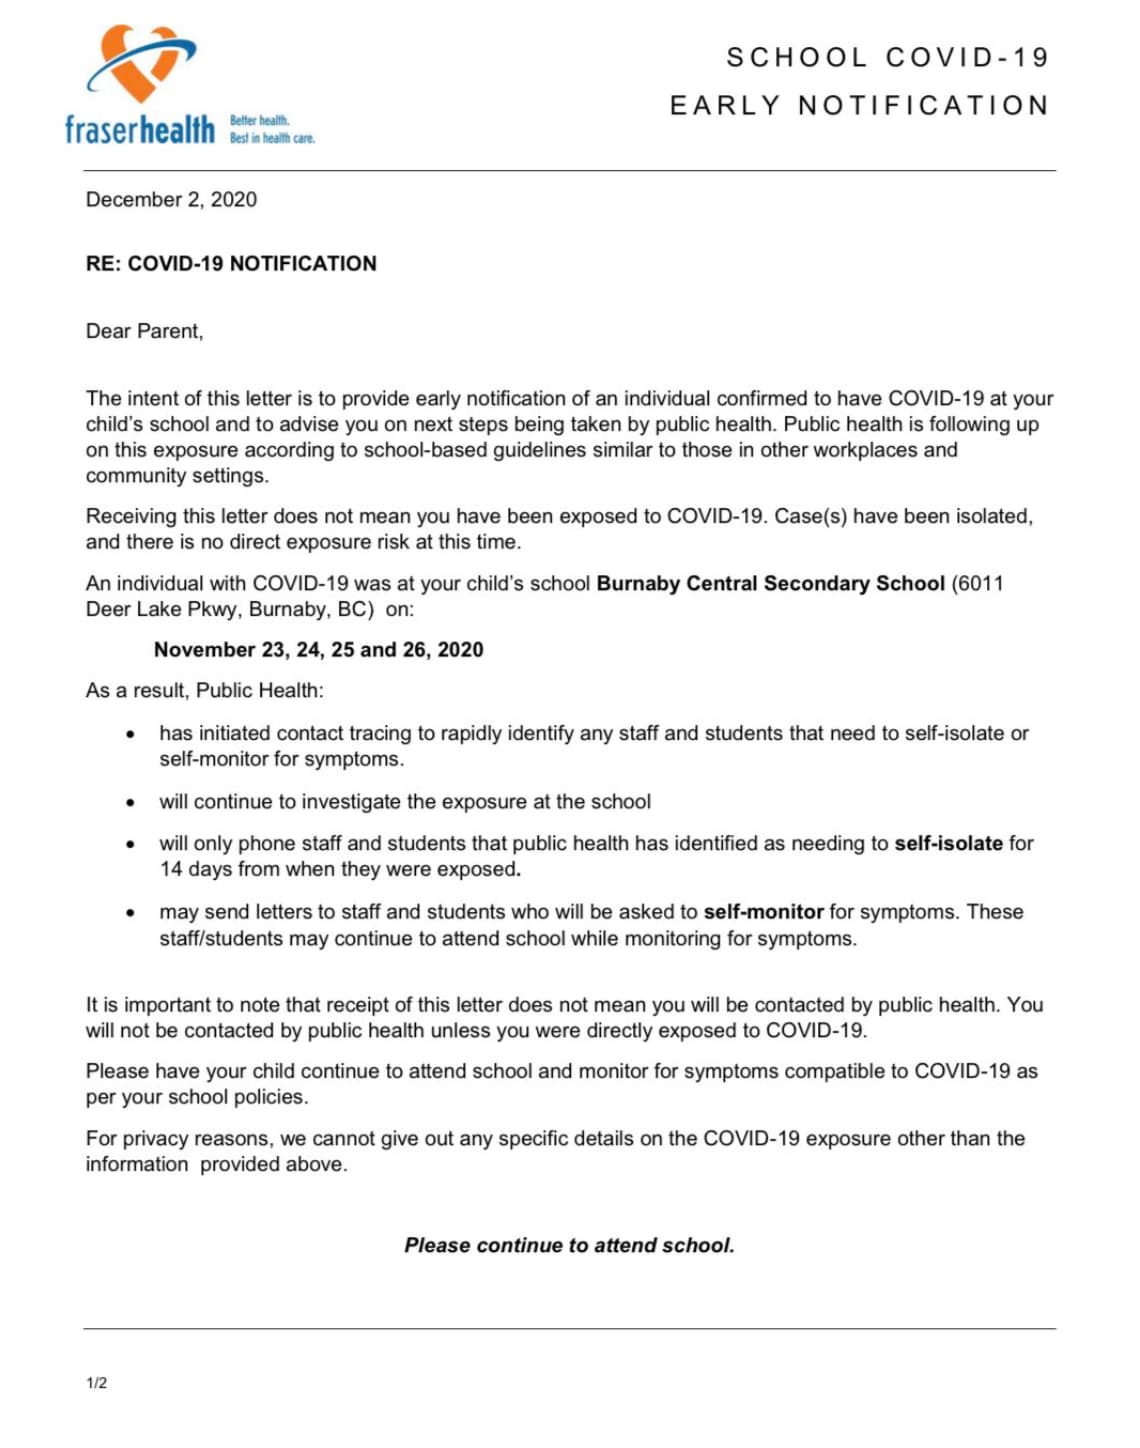 fraserhealth
Better health.
Best in health care.
SCHOOL COVID-19
EARLY NOTIFICATION
December 2, 2020
RE: COVID-19 NOTIFICATION
Dear Parent,
The intent of this letter is to provide early notification of an individual confirmed to have COVID-19 at your
child's school and to advise you on next steps being taken by public health. Public health is following up
on this exposure according to school-based guidelines similar to those in other workplaces and
community settings.
Receiving this letter does not mean you have been exposed to COVID-19. Case(s) have been isolated,
and there is no direct exposure risk at this time.
An individual with COVID-19 was at your child's school Burnaby Central Secondary School (6011
Deer Lake Pkwy, Burnaby, BC) on:
November 23, 24, 25 and 26, 2020
As a result, Public Health:
• has initiated contact tracing to rapidly identify any staff and students that need to self-isolate or
self-monitor for symptoms.
• will continue to investigate the exposure at the school
• will only phone staff and students that public health has identified as needing to self-isolate for
14 days from when they were exposed.
• may send letters to staff and students who will be asked to self-monitor for symptoms. These
staff/students may continue to attend school while monitoring for symptoms.
It is important to note that receipt of this letter does not mean you will be contacted by public health. You
will not be contacted by public health unless you were directly exposed to COVID-19.
Please have your child continue to attend school and monitor for symptoms compatible to COVID-19 as
per your school policies.
For privacy reasons, we cannot give out any specific details on the COVID-19 exposure other than the
information provided above.
Please continue to attend school.
1/2